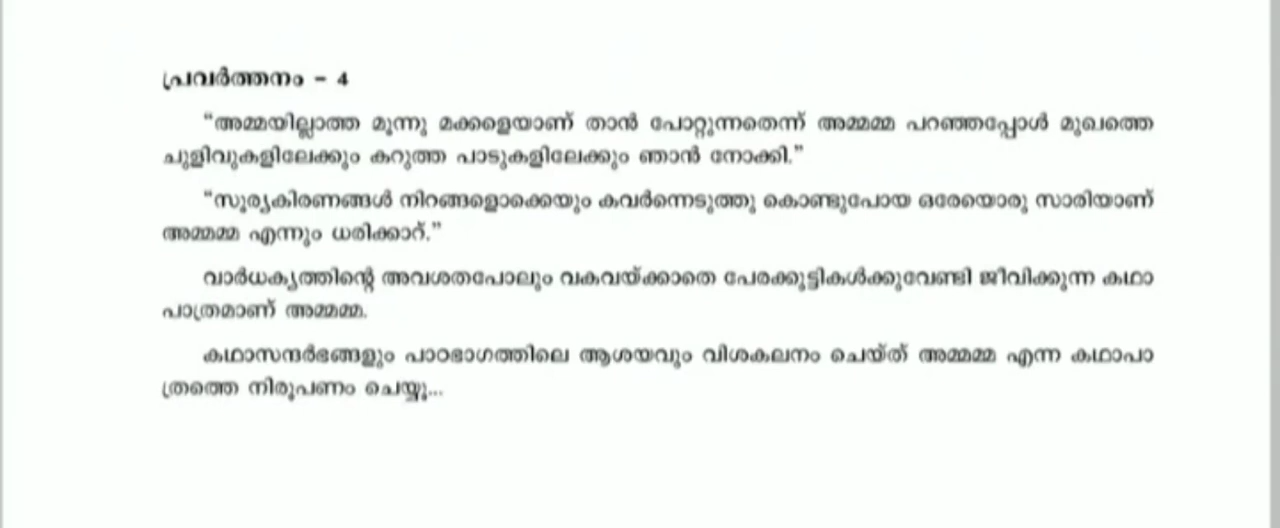 പ്രവർത്തനം - 4
"അമ്മയില്ലാത്ത മൂന്നു മക്കളെയാണ് താൻ പോറ്റുന്നതെന്ന് അമ്മമ്മ പറഞ്ഞപ്പോൾ മുഖത്തെ
ചുളിവുകളിലേക്കും കറുത്ത പാടുകളിലേക്കും ഞാൻ നോക്കി."
"സൂര്യകിരണങ്ങൾ നിറങ്ങളൊക്കെയും കവർന്നെടുത്തു കൊണ്ടുപോയ ഒരേയൊരു സാരിയാണ്
അമ്മമ്മ എന്നും ധരിക്കാറ്."
വാർധക്യത്തിന്റെ അവശതപോലും വകവയ്ക്കാതെ പേരക്കുട്ടികൾക്കുവേണ്ടി ജീവിക്കുന്ന കഥാ
പാത്രമാണ് അമ്മമ്മ.
കഥാസന്ദർഭങ്ങളും പാഠഭാഗത്തിലെ ആശയവും വിശകലനം ചെയ്ത് അമ്മമ്മ എന്ന കഥാപാ
ത്രത്തെ നിരൂപണം ചെയ്യൂ...